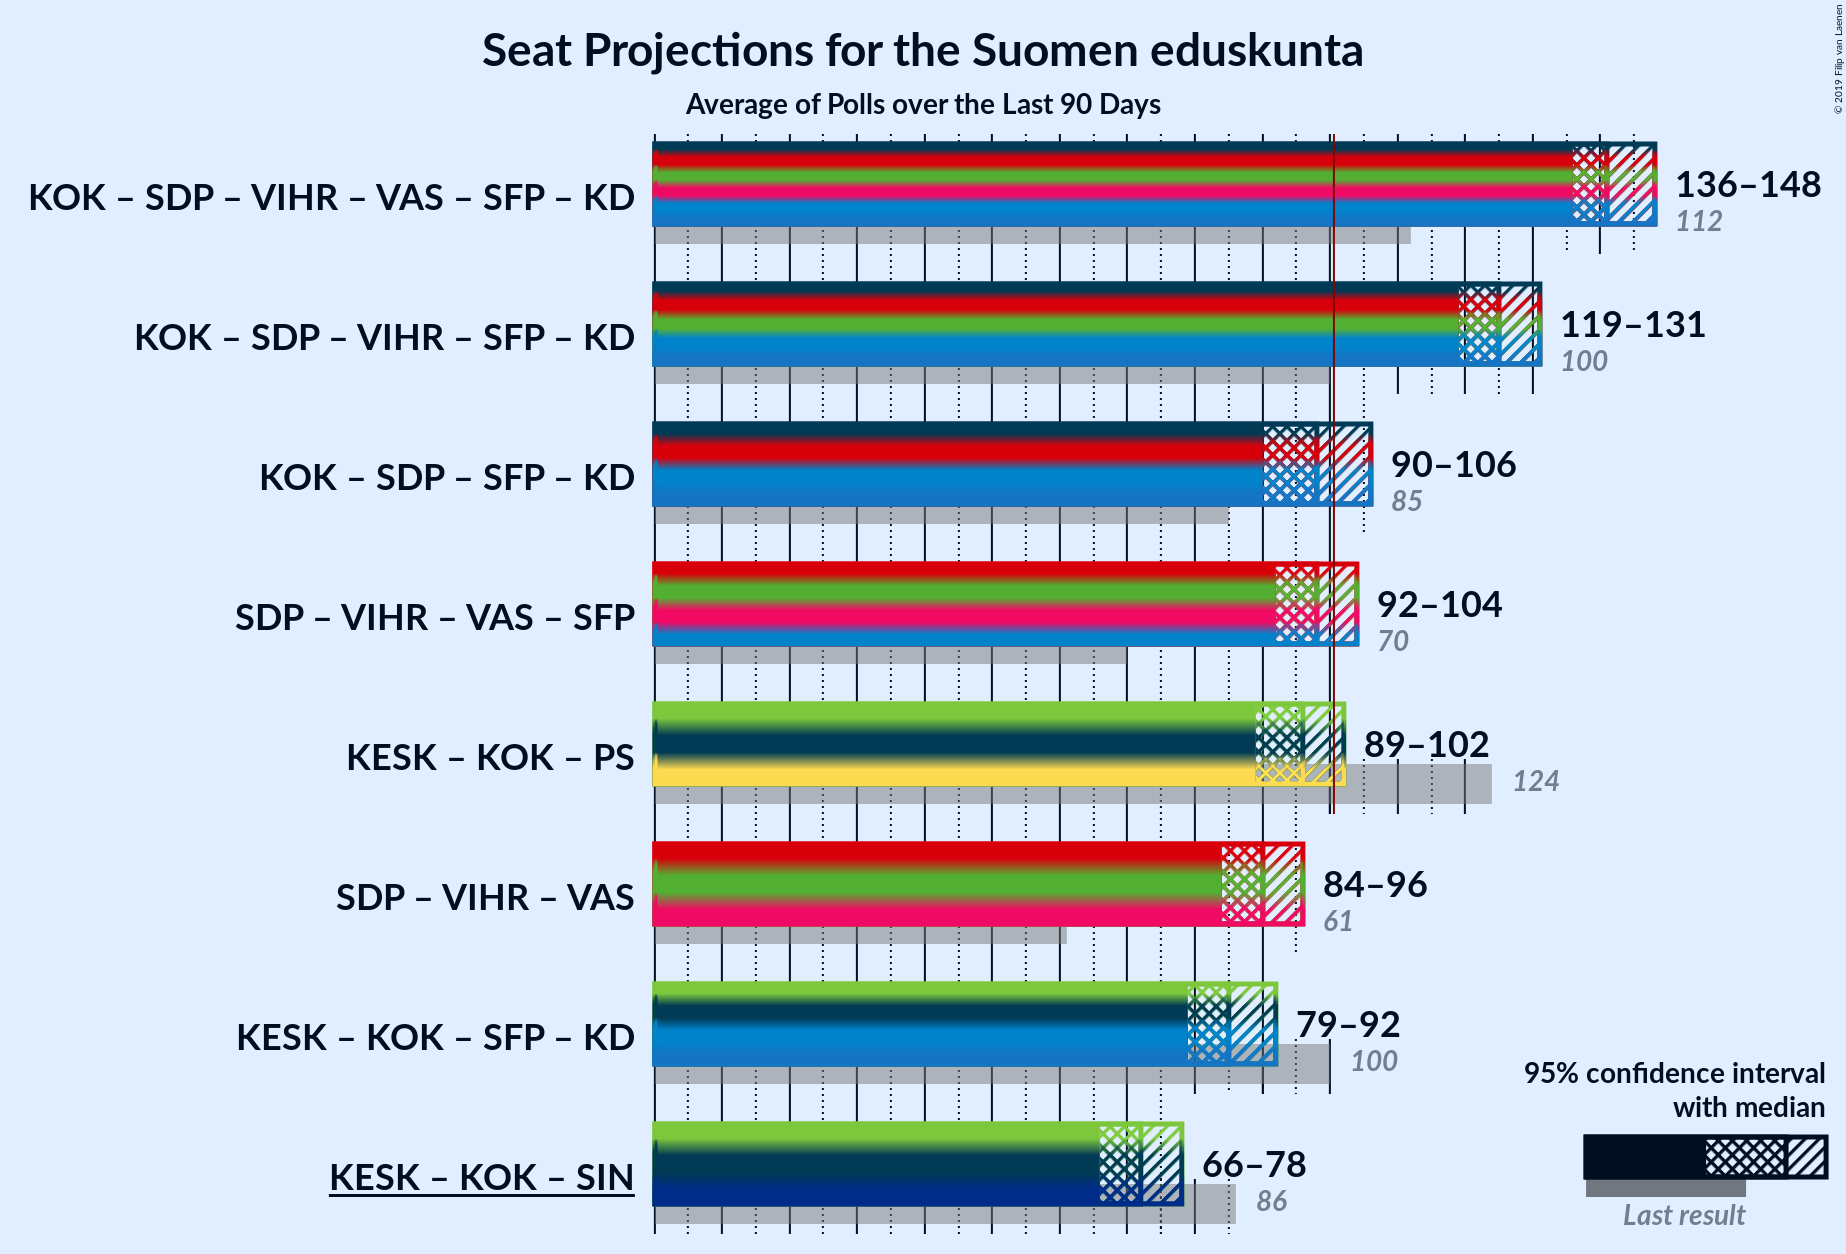 Seat Projections for the Suomen eduskunta
Average of Polls over the Last 90 Days
© 2019 Filip van Laenen
KOK – SDP – VIHR – VAS – SFP – KD
136–148
112
KOK – SDP – VIHR – SFP – KD
119–131
100
KOK – SDP – SFP – KD
90–106
85
SDP – VIHR – VAS – SFP
92–104
70
KESK – KOK – PS
89–102
124
SDP – VIHR – VAS
84–96
61
KESK – KOK – SFP – KD
79–92
100
KESK – KOK – SIN
66–78
86
95% confidence interval
with median
Last result